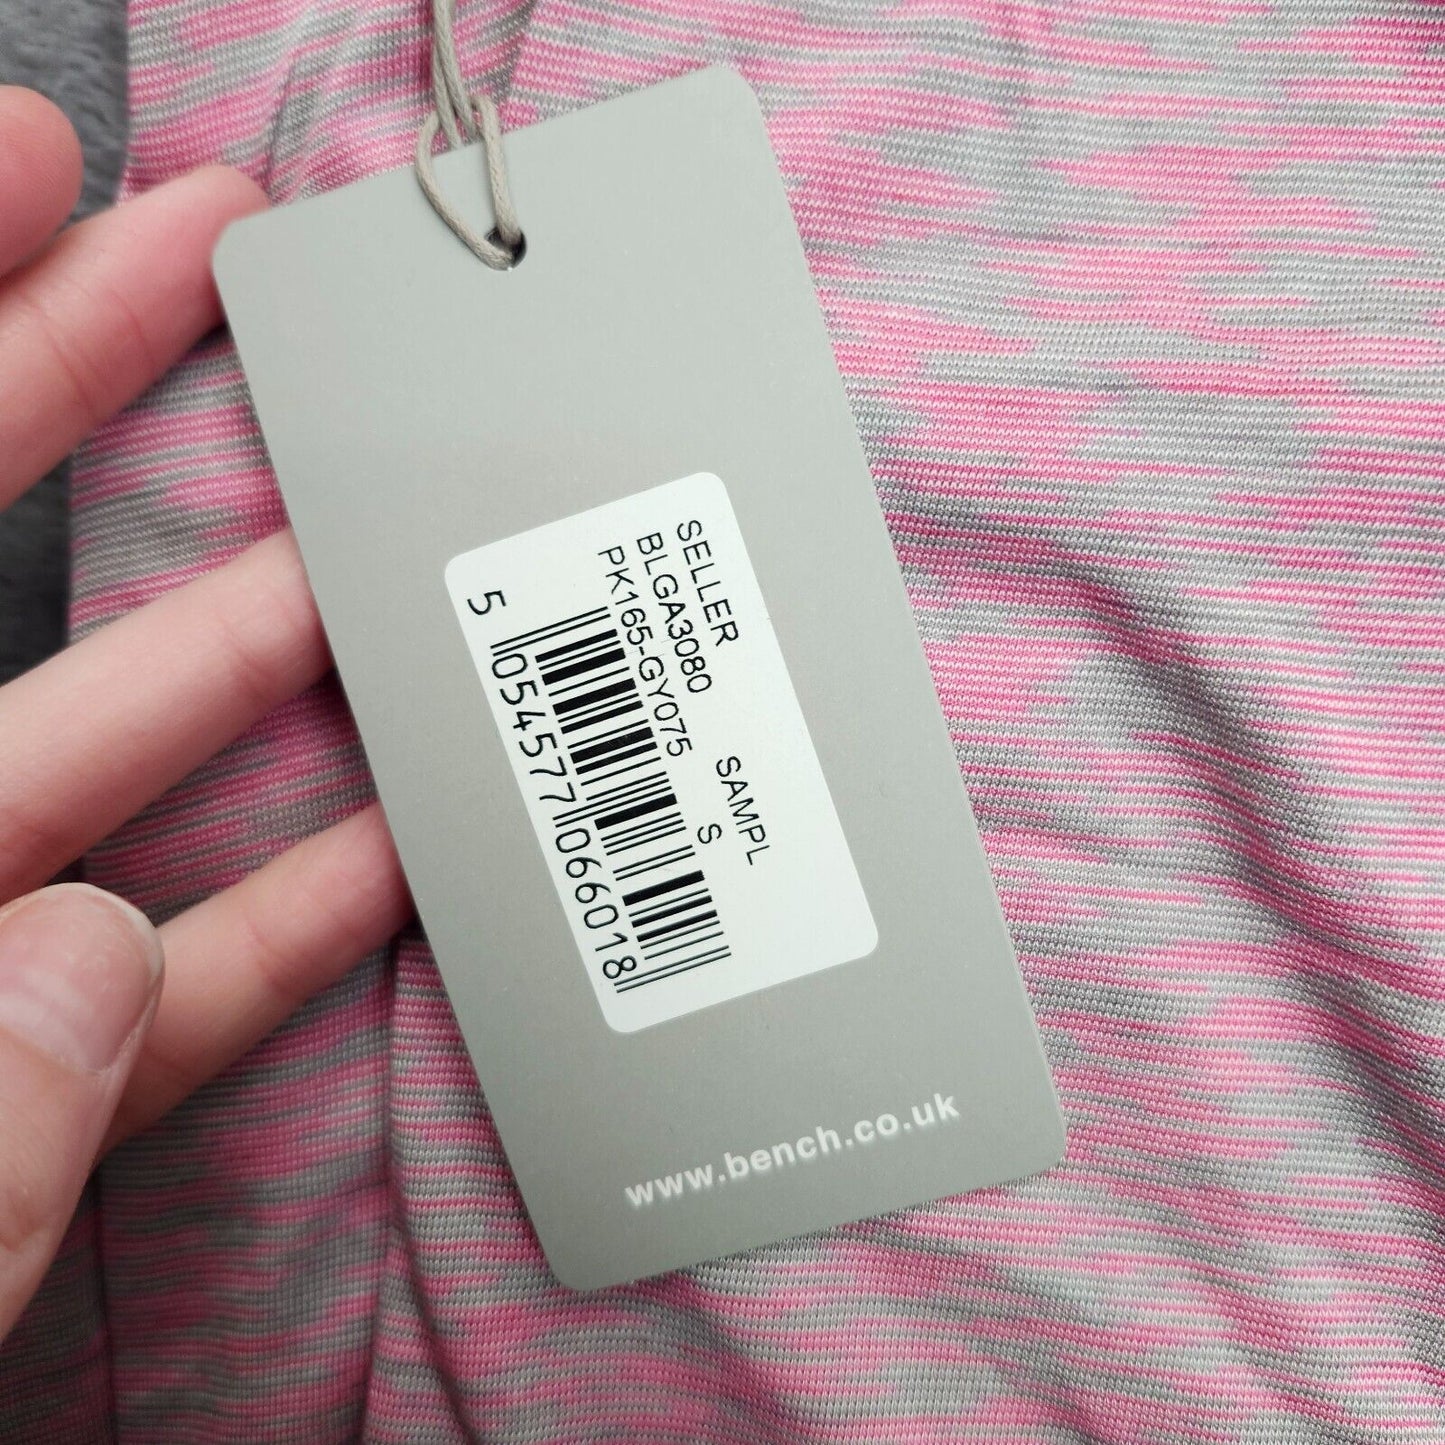 SELLER SAMPL
BLGA3080
PK165-GY075 S
5 054577 066018
www.bench.co.uk